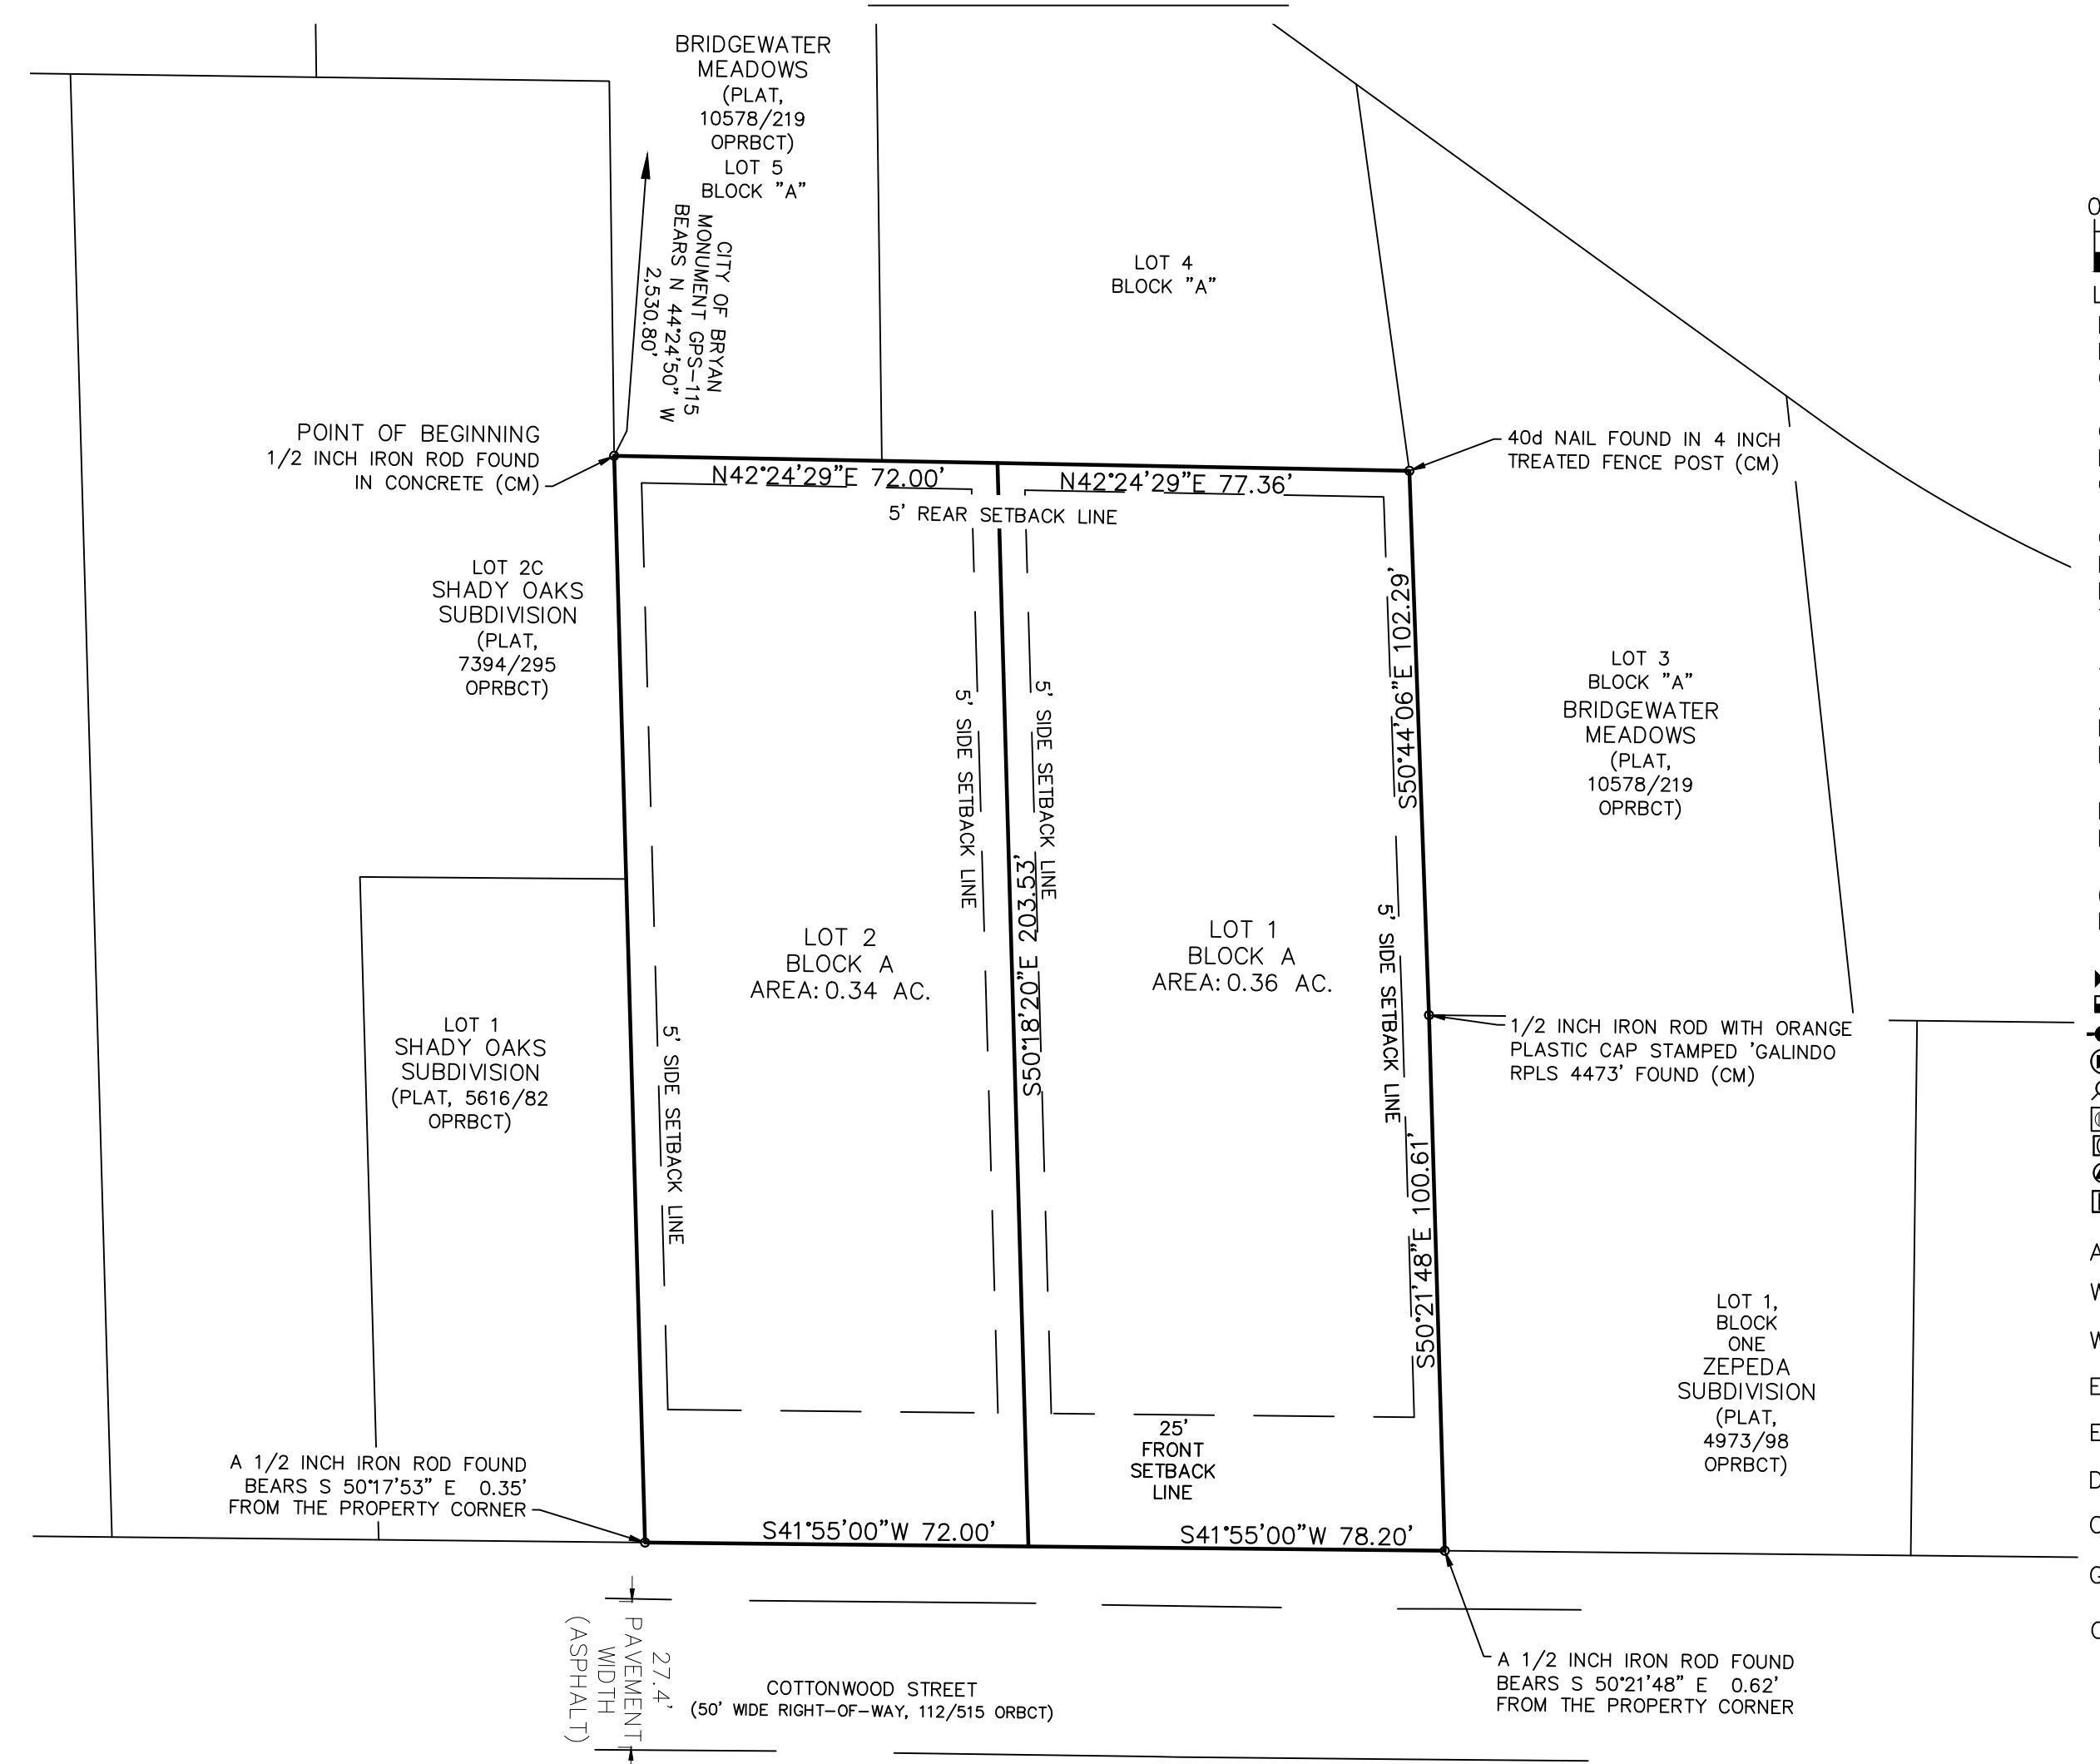 BRIDGEWATER
MEADOWS
(PLAT,
10578/219
OPRBCT)
LOT 5
BLOCK "A"
CITY OF BRYAN
MONUMENT GPS-115
BEARS N 44°24'50" W
2,530.80'
LOT 4
BLOCK "A"
POINT OF BEGINNING
1/2 INCH IRON ROD FOUND
IN CONCRETE (CM)
40d NAIL FOUND IN 4 INCH
TREATED FENCE POST (CM)
N42°24'29"E 72.00'
N42°24'29"E 77.36'
5' REAR SETBACK LINE
LOT 2C
SHADY OAKS
SUBDIVISION
(PLAT,
7394/295
OPRBCT)
5' SIDE SETBACK LINE
5' SIDE SETBACK LINE
S50°44'06"E 102.29'
LOT 3
BLOCK "A"
BRIDGEWATER
MEADOWS
(PLAT,
10578/219
OPRBCT)
LOT 2
BLOCK A
AREA: 0.34 AC.
S50°18'20"E 203.53'
LOT 1
BLOCK A
AREA: 0.36 AC.
5' SIDE SETBACK LINE
LOT 1
SHADY OAKS
SUBDIVISION
(PLAT, 5616/82
OPRBCT)
5' SIDE SETBACK LINE
1/2 INCH IRON ROD WITH ORANGE
PLASTIC CAP STAMPED 'GALINDO
RPLS 4473' FOUND (CM)
S50°21'48"E 100.61'
LOT 1,
BLOCK
ONE
ZEPEDA
SUBDIVISION
(PLAT,
4973/98
OPRBCT)
25'
FRONT
SETBACK
LINE
A 1/2 INCH IRON ROD FOUND
BEARS S 50°17'53" E 0.35'
FROM THE PROPERTY CORNER
S41°55'00"W 72.00'
S41°55'00"W 78.20'
27.4'
PAVEMENT
WIDTH
(ASPHALT)
COTTONWOOD STREET
(50' WIDE RIGHT-OF-WAY, 112/515 ORBCT)
A 1/2 INCH IRON ROD FOUND
BEARS S 50°21'48" E 0.62'
FROM THE PROPERTY CORNER